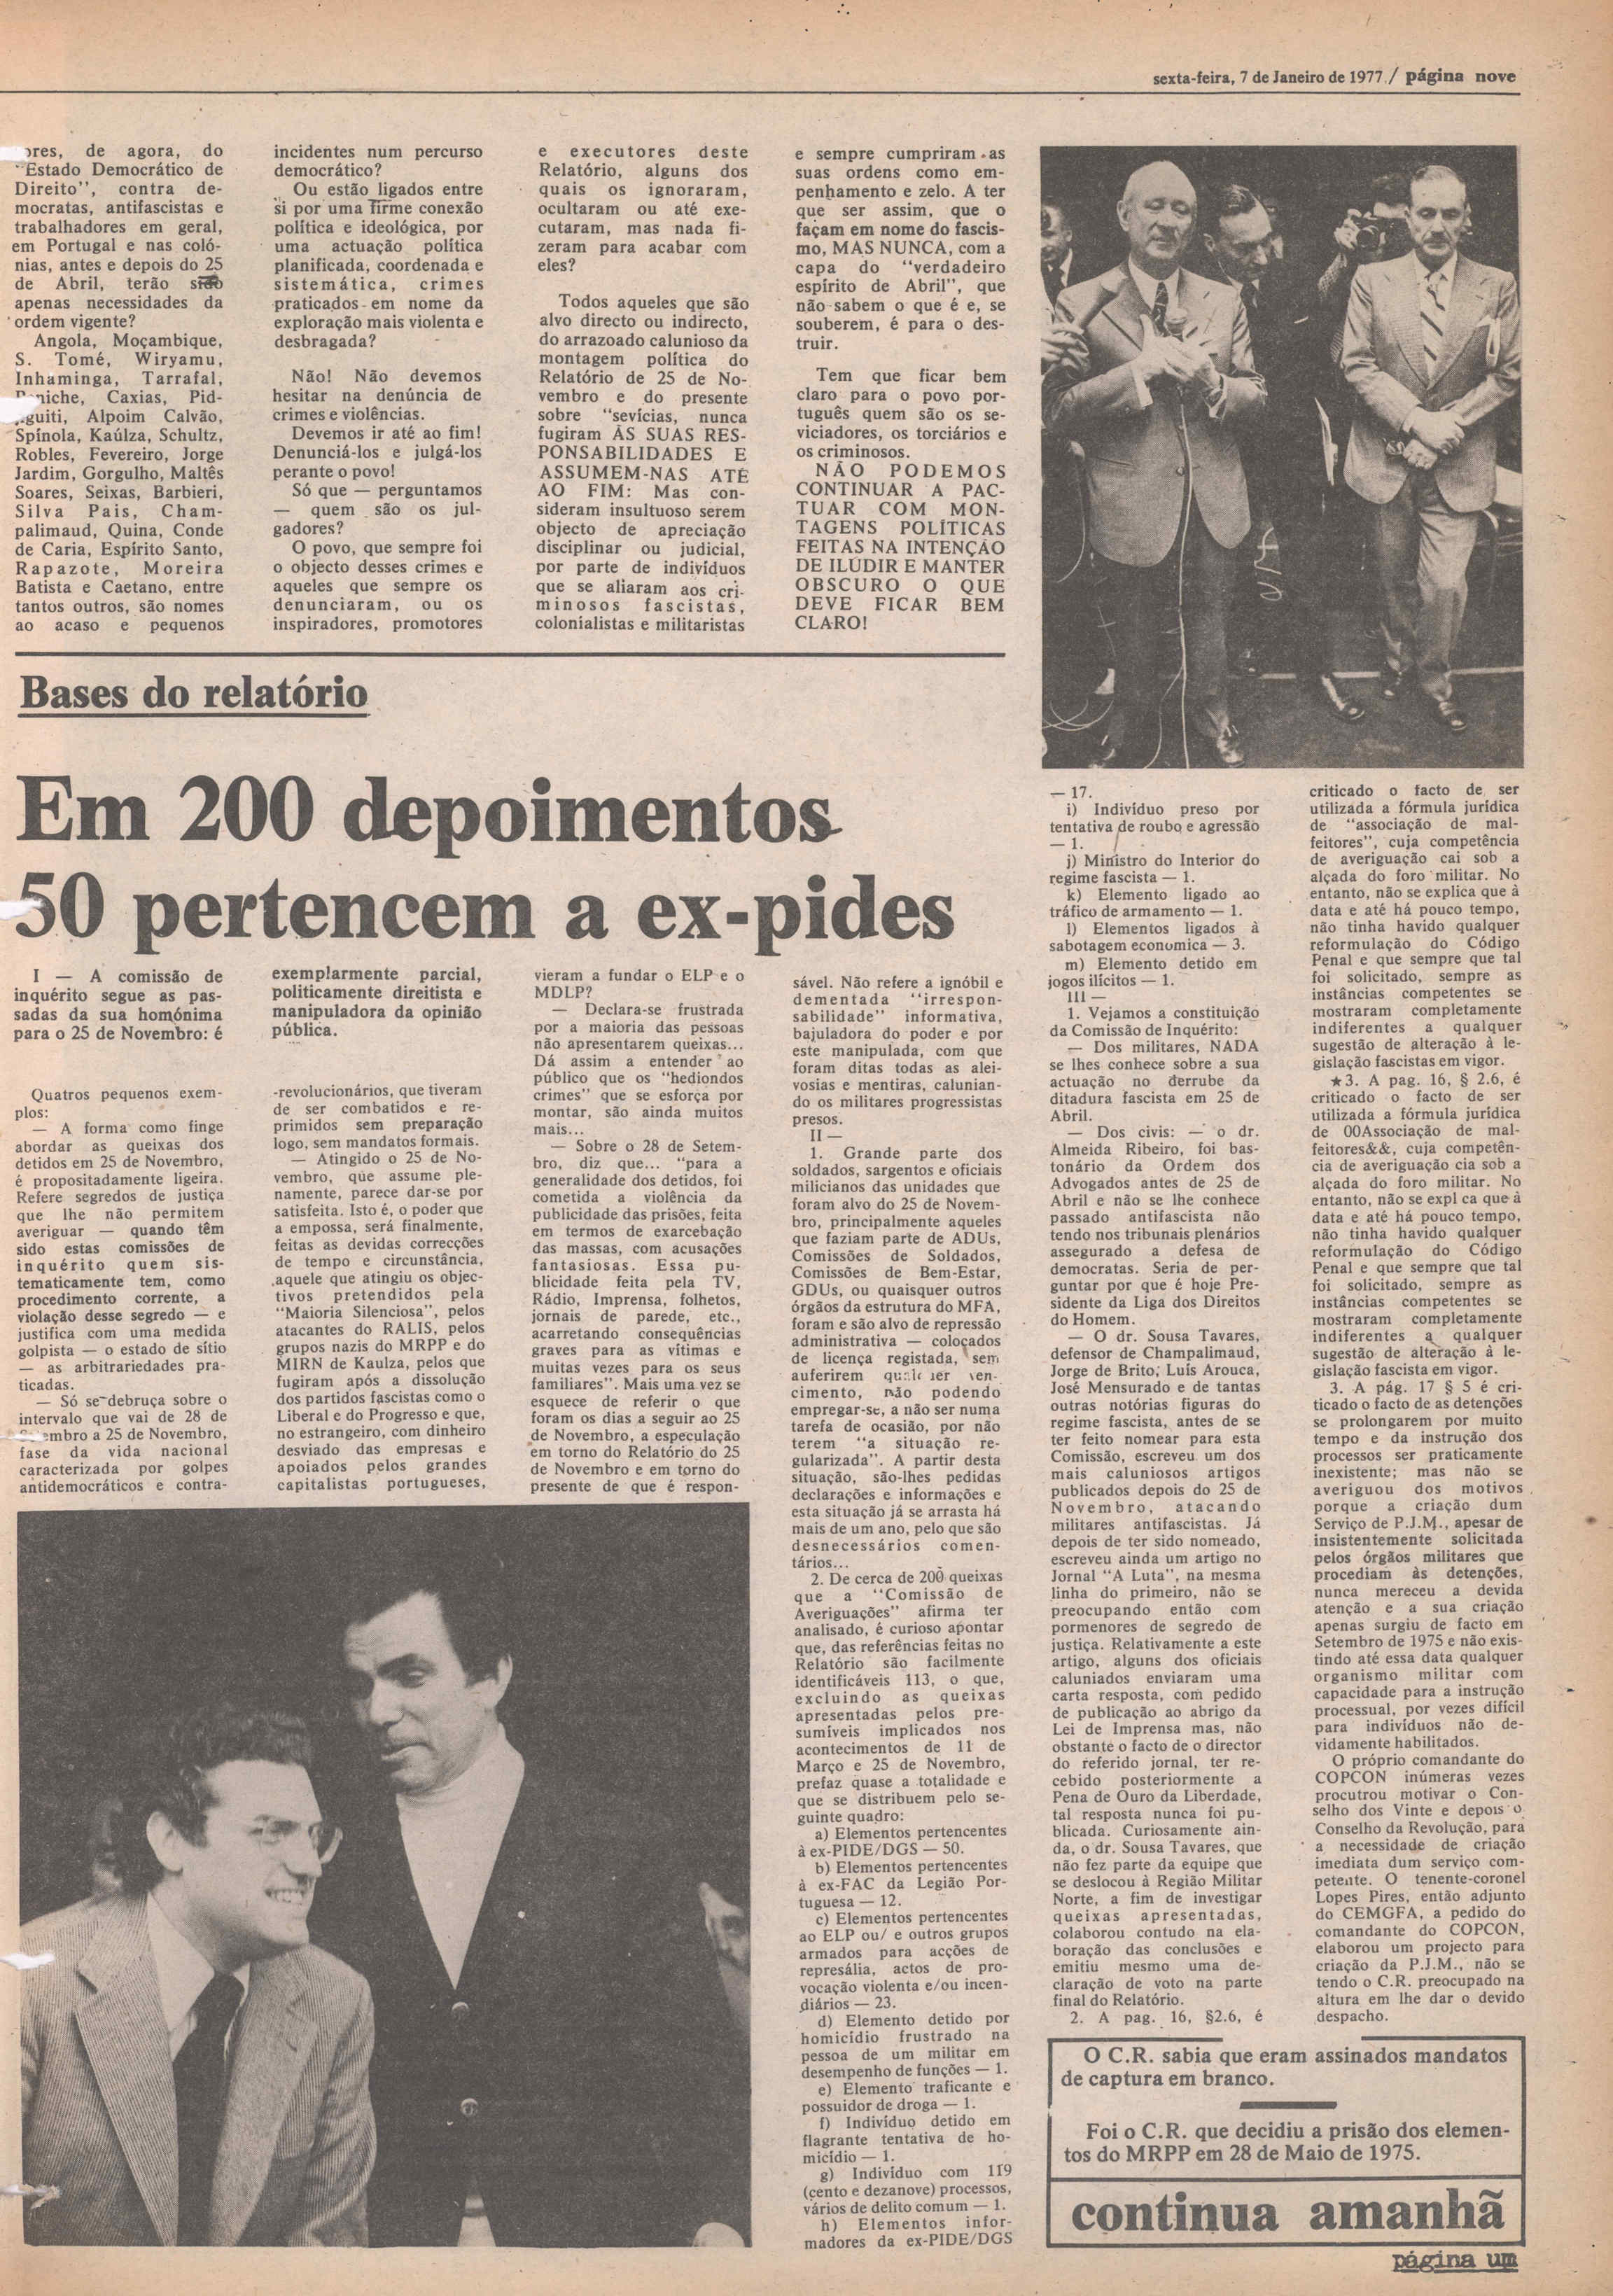 sexta-feira, 7 de Janeiro de 1977 / página nove
res, de agora, do
"Estado Democrático de
Direito", contra de-
mocratas, antifascistas e
trabalhadores em geral,
em Portugal e nas coló-
nias, antes e depois do 25
de Abril, terão sido
apenas necessidades da
ordem vigente?
Angola, Moçambique,
S. Tomé, Wiryamu,
Inhaminga, Tarrafal,
Peniche, Caxias, Pid-
jiguiti, Alpoim Calvão,
Spínola, Kaúlza, Schultz,
Robles, Fevereiro, Jorge
Jardim, Gorgulho, Maltês
Soares, Seixas, Barbieri,
Silva Pais, Cham-
palimaud, Quina, Conde
de Caria, Espírito Santo,
Rapazote, Moreira
Batista e Caetano, entre
tantos outros, são nomes
ao acaso e pequenos
incidentes num percurso
democrático?
Ou estão ligados entre
si por uma firme conexão
política e ideológica, por
uma actuação política
planificada, coordenada e
sistemática, crimes
praticados em nome da
exploração mais violenta e
desbragada?
Não! Não devemos
hesitar na denúncia de
crimes e violências.
Devemos ir até ao fim!
Denunciá-los e julgá-los
perante o povo!
Só que — perguntamos
— quem são os jul-
gadores?
O povo, que sempre foi
o objecto desses crimes e
aqueles que sempre os
denunciaram, ou os
inspiradores, promotores
e executores deste
Relatório, alguns dos
quais os ignoraram,
ocultaram ou até exe-
cutaram, mas nada fi-
zeram para acabar com
eles?
Todos aqueles que são
alvo directo ou indirecto,
do arrazoado calunioso da
montagem política do
Relatório de 25 de No-
vembro e do presente
sobre "sevícias, nunca
fugiram ÀS SUAS RES-
PONSABILIDADES E
ASSUMEM-NAS ATÉ
AO FIM: Mas con-
sideram insultuoso serem
objecto de apreciação
disciplinar ou judicial,
por parte de indivíduos
que se aliaram aos cri-
minosos fascistas,
colonialistas e militaristas
e sempre cumpriram as
suas ordens como em-
penhamento e zelo. A ter
que ser assim, que o
façam em nome do fascis-
mo, MAS NUNCA, com a
capa do "verdadeiro
espírito de Abril", que
não sabem o que é e, se
souberem, é para o des-
truir.
Tem que ficar bem
claro para o povo por-
tuguês quem são os se-
viciadores, os torciários e
os criminosos.
NÃO PODEMOS
CONTINUAR A PAC-
TUAR COM MON-
TAGENS POLÍTICAS
FEITAS NA INTENÇÃO
DE ILUDIR E MANTER
OBSCURO O QUE
DEVE FICAR BEM
CLARO!
Bases do relatório
Em 200 depoimentos
50 pertencem a ex-pides
I — A comissão de
inquérito segue as pas-
sadas da sua homónima
para o 25 de Novembro: é
exemplarmente parcial,
politicamente direitista e
manipuladora da opinião
pública.
Quatros pequenos exem-
plos:
— A forma como finge
abordar as queixas dos
detidos em 25 de Novembro,
é propositadamente ligeira.
Refere segredos de justiça
que lhe não permitem
averiguar — quando têm
sido estas comissões de
inquérito quem sis-
tematicamente tem, como
procedimento corrente, a
violação desse segredo — e
justifica com uma medida
golpista — o estado de sítio
— as arbitrariedades pra-
ticadas.
— Só se debruça sobre o
intervalo que vai de 28 de
Setembro a 25 de Novembro,
fase da vida nacional
caracterizada por golpes
antidemocráticos e contra-
-revolucionários, que tiveram
de ser combatidos e re-
primidos sem preparação
logo, sem mandatos formais.
— Atingido o 25 de No-
vembro, que assume ple-
namente, parece dar-se por
satisfeita. Isto é, o poder que
a empossa, será finalmente,
feitas as devidas correcções
de tempo e circunstância,
aquele que atingiu os objec-
tivos pretendidos pela
"Maioria Silenciosa", pelos
atacantes do RALIS, pelos
grupos nazis do MRPP e do
MIRN de Kaulza, pelos que
fugiram após a dissolução
dos partidos fascistas como o
Liberal e do Progresso e que,
no estrangeiro, com dinheiro
desviado das empresas e
apoiados pelos grandes
capitalistas portugueses,
vieram a fundar o ELP e o
MDLP?
— Declara-se frustrada
por a maioria das pessoas
não apresentarem queixas...
Dá assim a entender ao
público que os "hediondos
crimes" que se esforça por
montar, são ainda muitos
mais...
— Sobre o 28 de Setem-
bro, diz que... "para a
generalidade dos detidos, foi
cometida a violência da
publicidade das prisões, feita
em termos de exarcebação
das massas, com acusações
fantasiosas. Essa pu-
blicidade feita pela TV,
Rádio, Imprensa, folhetos,
jornais de parede, etc.,
acarretando consequências
graves para as vítimas e
muitas vezes para os seus
familiares". Mais uma vez se
esquece de referir o que
foram os dias a seguir ao 25
de Novembro, a especulação
em torno do Relatório do 25
de Novembro e em torno do
presente de que é respon-
sável. Não refere a ignóbil e
dementada "irrespon-
sabilidade" informativa,
bajuladora do poder e por
este manipulada, com que
foram ditas todas as alei-
vosias e mentiras, calunian-
do os militares progressistas
presos.
II —
1. Grande parte dos
soldados, sargentos e oficiais
milicianos das unidades que
foram alvo do 25 de Novem-
bro, principalmente aqueles
que faziam parte de ADUs,
Comissões de Soldados,
Comissões de Bem-Estar,
GDUs, ou quaisquer outros
órgãos da estrutura do MFA,
foram e são alvo de repressão
administrativa — colocados
de licença registada, sem
auferirem qualquer ven-
cimento, não podendo
empregar-se, a não ser numa
tarefa de ocasião, por não
terem "a situação re-
gularizada". A partir desta
situação, são-lhes pedidas
declarações e informações e
esta situação já se arrasta há
mais de um ano, pelo que são
desnecessários comen-
tários...
2. De cerca de 200 queixas
que a "Comissão de
Averiguações" afirma ter
analisado, é curioso apontar
que, das referências feitas no
Relatório são facilmente
identificáveis 113, o que,
excluindo as queixas
apresentadas pelos pre-
sumíveis implicados nos
acontecimentos de 11 de
Março e 25 de Novembro,
prefaz quase a totalidade e
que se distribuem pelo se-
guinte quadro:
a) Elementos pertencentes
à ex-PIDE/DGS — 50.
b) Elementos pertencentes
à ex-FAC da Legião Por-
tuguesa — 12.
c) Elementos pertencentes
ao ELP ou/ e outros grupos
armados para acções de
represália, actos de pro-
vocação violenta e/ou incen-
diários — 23.
d) Elemento detido por
homicídio frustrado na
pessoa de um militar em
desempenho de funções — 1.
e) Elemento traficante e
possuidor de droga — 1.
f) Indivíduo detido em
flagrante tentativa de ho-
micídio — 1.
g) Indivíduo com 119
(cento e dezanove) processos,
vários de delito comum — 1.
h) Elementos infor-
madores da ex-PIDE/DGS
— 17.
i) Indivíduo preso por
tentativa de roubo e agressão
— 1.
j) Ministro do Interior do
regime fascista — 1.
k) Elemento ligado ao
tráfico de armamento — 1.
l) Elementos ligados à
sabotagem economica — 3.
m) Elemento detido em
jogos ilícitos — 1.
III —
1. Vejamos a constituição
da Comissão de Inquérito:
— Dos militares, NADA
se lhes conhece sobre a sua
actuação no derrube da
ditadura fascista em 25 de
Abril.
— Dos civis: — o dr.
Almeida Ribeiro, foi bas-
tonário da Ordem dos
Advogados antes de 25 de
Abril e não se lhe conhece
passado antifascista não
tendo nos tribunais plenários
assegurado a defesa de
democratas. Seria de per-
guntar por que é hoje Pre-
sidente da Liga dos Direitos
do Homem.
— O dr. Sousa Tavares,
defensor de Champalimaud,
Jorge de Brito, Luís Arouca,
José Mensurado e de tantas
outras notórias figuras do
regime fascista, antes de se
ter feito nomear para esta
Comissão, escreveu um dos
mais caluniosos artigos
publicados depois do 25 de
Novembro, atacando
militares antifascistas. Já
depois de ter sido nomeado,
escreveu ainda um artigo no
Jornal "A Luta", na mesma
linha do primeiro, não se
preocupando então com
pormenores de segredo de
justiça. Relativamente a este
artigo, alguns dos oficiais
caluniados enviaram uma
carta resposta, com pedido
de publicação ao abrigo da
Lei de Imprensa mas, não
obstante o facto de o director
do referido jornal, ter re-
cebido posteriormente a
Pena de Ouro da Liberdade,
tal resposta nunca foi pu-
blicada. Curiosamente ain-
da, o dr. Sousa Tavares, que
não fez parte da equipe que
se deslocou à Região Militar
Norte, a fim de investigar
queixas apresentadas,
colaborou contudo na ela-
boração das conclusões e
emitiu mesmo uma de-
claração de voto na parte
final do Relatório.
2. A pag. 16, §2.6, é
criticado o facto de ser
utilizada a fórmula jurídica
de "associação de mal-
feitores", cuja competência
de averiguação cai sob a
alçada do foro militar. No
entanto, não se explica que à
data e até há pouco tempo,
não tinha havido qualquer
reformulação do Código
Penal e que sempre que tal
foi solicitado, sempre as
instâncias competentes se
mostraram completamente
indiferentes a qualquer
sugestão de alteração à le-
gislação fascistas em vigor.
★3. A pag. 16, § 2.6, é
criticado o facto de ser
utilizada a fórmula jurídica
de 00Associação de mal-
feitores&&, cuja competên-
cia de averiguação cia sob a
alçada do foro militar. No
entanto, não se expl ca que à
data e até há pouco tempo,
não tinha havido qualquer
reformulação do Código
Penal e que sempre que tal
foi solicitado, sempre as
instâncias competentes se
mostraram completamente
indiferentes a qualquer
sugestão de alteração à le-
gislação fascista em vigor.
3. A pág. 17 § 5 é cri-
ticado o facto de as detenções
se prolongarem por muito
tempo e da instrução dos
processos ser praticamente
inexistente; mas não se
averiguou dos motivos
porque a criação dum
Serviço de P.J.M., apesar de
insistentemente solicitada
pelos órgãos militares que
procediam às detenções,
nunca mereceu a devida
atenção e a sua criação
apenas surgiu de facto em
Setembro de 1975 e não exis-
tindo até essa data qualquer
organismo militar com
capacidade para a instrução
processual, por vezes difícil
para indivíduos não de-
vidamente habilitados.
O próprio comandante do
COPCON inúmeras vezes
procutrou motivar o Con-
selho dos Vinte e depois o
Conselho da Revolução, para
a necessidade de criação
imediata dum serviço com-
petente. O tenente-coronel
Lopes Pires, então adjunto
do CEMGFA, a pedido do
comandante do COPCON,
elaborou um projecto para
criação da P.J.M., não se
tendo o C.R. preocupado na
altura em lhe dar o devido
despacho.
O C.R. sabia que eram assinados mandatos
de captura em branco.
Foi o C.R. que decidiu a prisão dos elemen-
tos do MRPP em 28 de Maio de 1975.
continua amanhã
página um